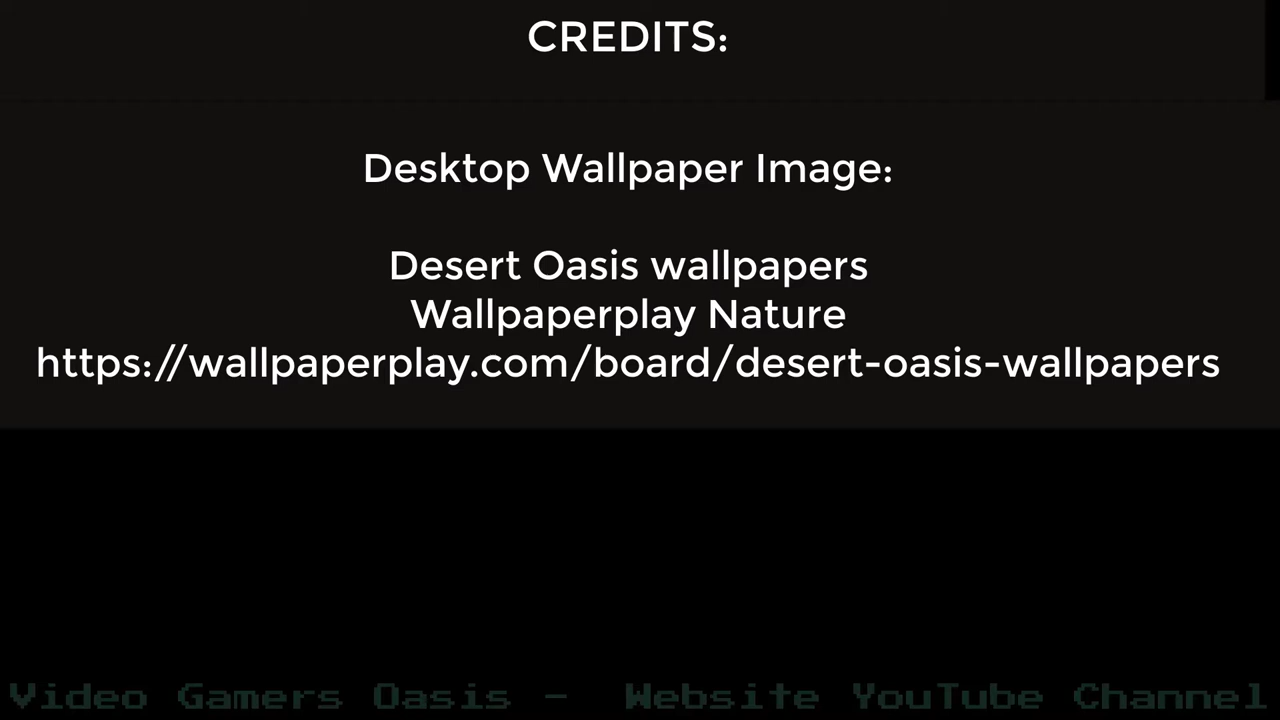 CREDITS:
Desktop Wallpaper Image:
Desert Oasis wallpapers
Wallpaperplay Nature
https://wallpaperplay.com/board/desert-oasis-wallpapers
Video Gamers Oasis -  Website YouTube Channel